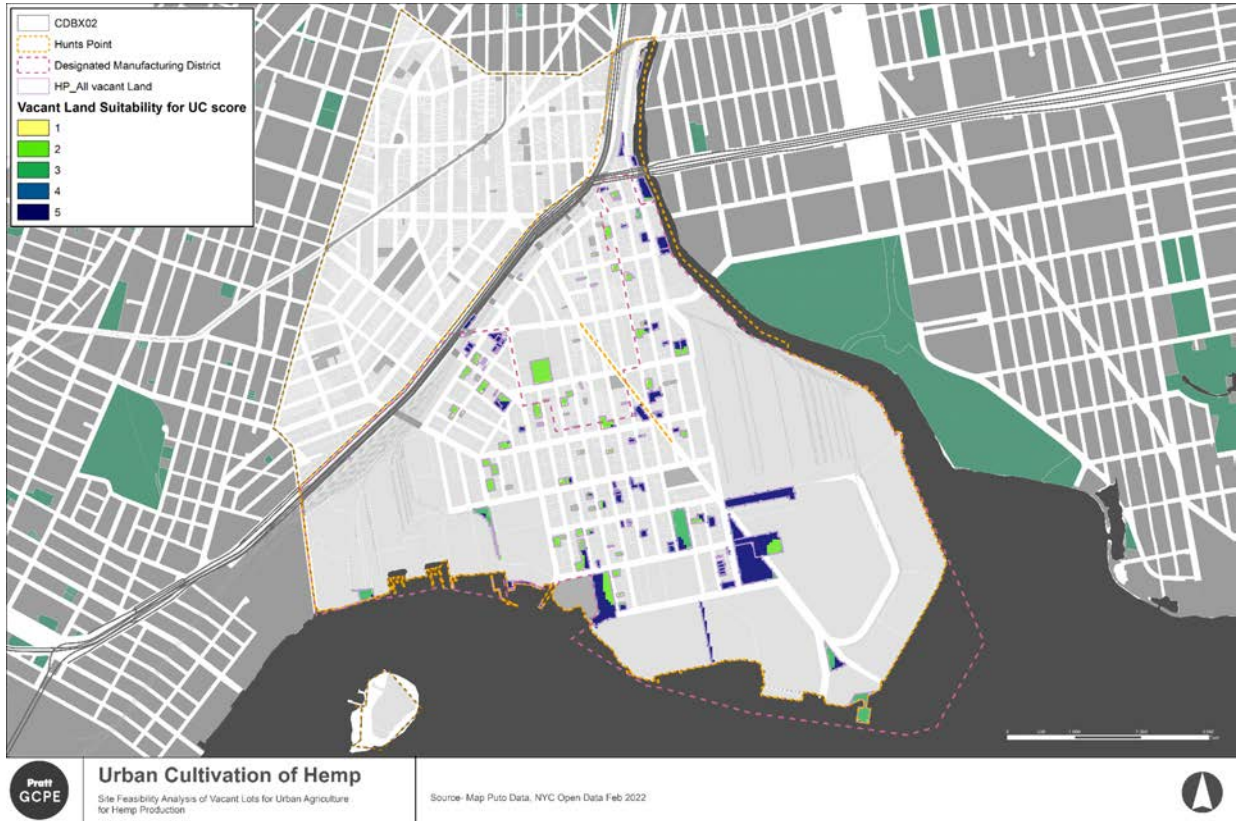 CDBX02
Hunts Point
Designated Manufacturing District
HP_All vacant Land
Vacant Land Suitability for UC score
1
2
3
4
5
Pratt
GCPE
Urban Cultivation of Hemp
Site Feasibility Analysis of Vacant Lots for Urban Agriculture
for Hemp Production
Source- Map Puto Data, NYC Open Data Feb 2022